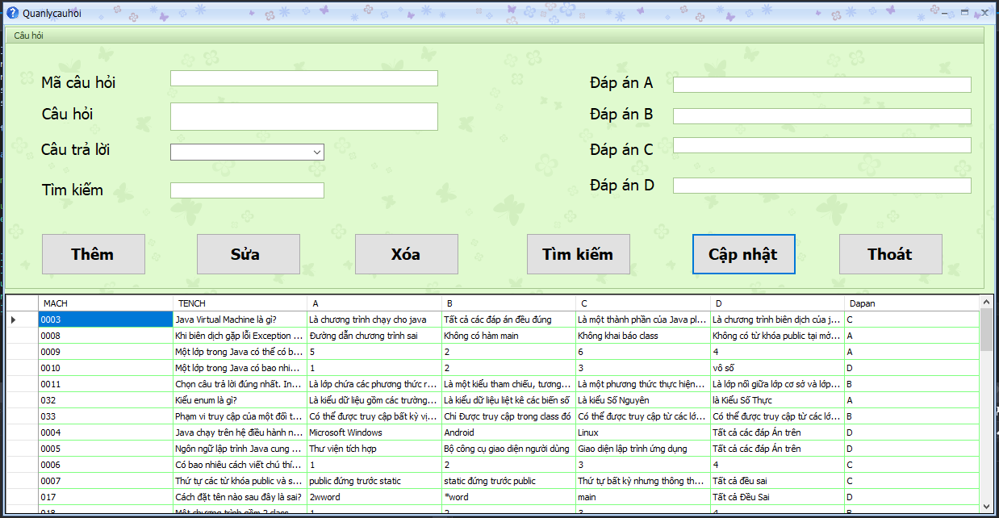 Quanlycauhoi
Câu hỏi
Mã câu hỏi
Đáp án A
Câu hỏi
Đáp án B
Câu trả lời
Đáp án C
Tìm kiếm
Đáp án D
Thêm Sửa Xóa Tìm kiếm Cập nhật Thoát
MACH TENCH A B C D Dapan
0003 Java Virtual Machine là gì? Là chương trình chạy cho java Tất cả các đáp án đều đúng Là một thành phần của Java pl... Là chương trình biên dịch của j... C
0008 Khi biên dịch gặp lỗi Exception ... Đường dẫn chương trình sai Không có hàm main Không khai báo class Không có từ khóa public tại mở... A
0009 Một lớp trong Java có thể có b... 5 2 6 4 A
0010 Một lớp trong Java có bao nhi... 1 2 3 vô số D
0011 Chọn câu trả lời đúng nhất. In... Là lớp chứa các phương thức r... Là một kiểu tham chiếu, tương... Là một phương thức thực hiện... Là lớp nối giữa lớp cơ sở và lớp... B
032 Kiểu enum là gì? Là kiểu dữ liệu gồm các trường... Là kiểu dữ liệu liệt kê các biến số Là kiểu Số Nguyên là Kiểu Số Thực A
033 Phạm vi truy cập của một đối t... Có thể được truy cập bất kỳ vị... Chỉ Được truy cập trong class đó Có thể được truy cập từ các lớ... Có thể được truy cập từ các lớ... B
0004 Java chạy trên hệ điều hành n... Microsoft Windows Android Linux Tất cả các đáp Án trên D
0005 Ngôn ngữ lập trình Java cung ... Thư viện tích hợp Bộ công cụ giao diện người dùng Giao diện lập trình ứng dụng Tất cả các đáp Án trên D
0006 Có bao nhiêu cách viết chú thí... 1 2 3 4 C
0007 Thứ tự các từ khóa public và s... public đứng trước static static đứng trước public Thứ tự bất kỳ nhưng thông th... Tất cả đều sai C
017 Cách đặt tên nào sau đây là sai? 2wword *word main Tất cả Đều Sai D
018 Một chương trình gồm 2 class ... 1 2 3 4 B